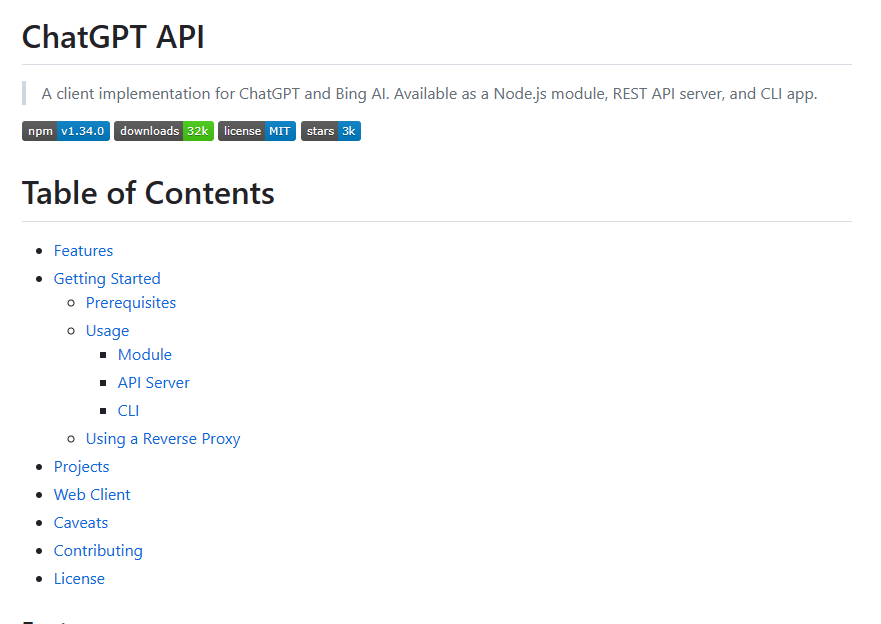 ChatGPT API
A client implementation for ChatGPT and Bing AI. Available as a Node.js module, REST API server, and CLI app.
npm v1.34.0 downloads 32k license MIT stars 3k
Table of Contents
Features
Getting Started
Prerequisites
Usage
Module
API Server
CLI
Using a Reverse Proxy
Projects
Web Client
Caveats
Contributing
License